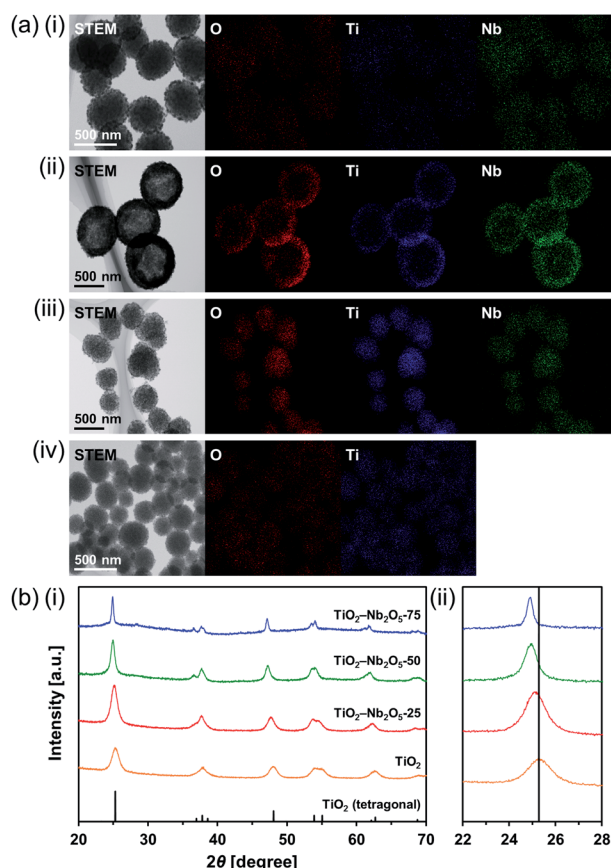 (a) (i) STEM O Ti Nb
500 nm
(ii) STEM O Ti Nb
500 nm
(iii) STEM O Ti Nb
500 nm
(iv) STEM O Ti
500 nm
(b) (i) (ii)
TiO₂–Nb₂O₅-75
TiO₂–Nb₂O₅-50
TiO₂–Nb₂O₅-25
TiO₂
TiO₂ (tetragonal)
Intensity [a.u.]
20 30 40 50 60 70 22 24 26 28
2θ [degree]